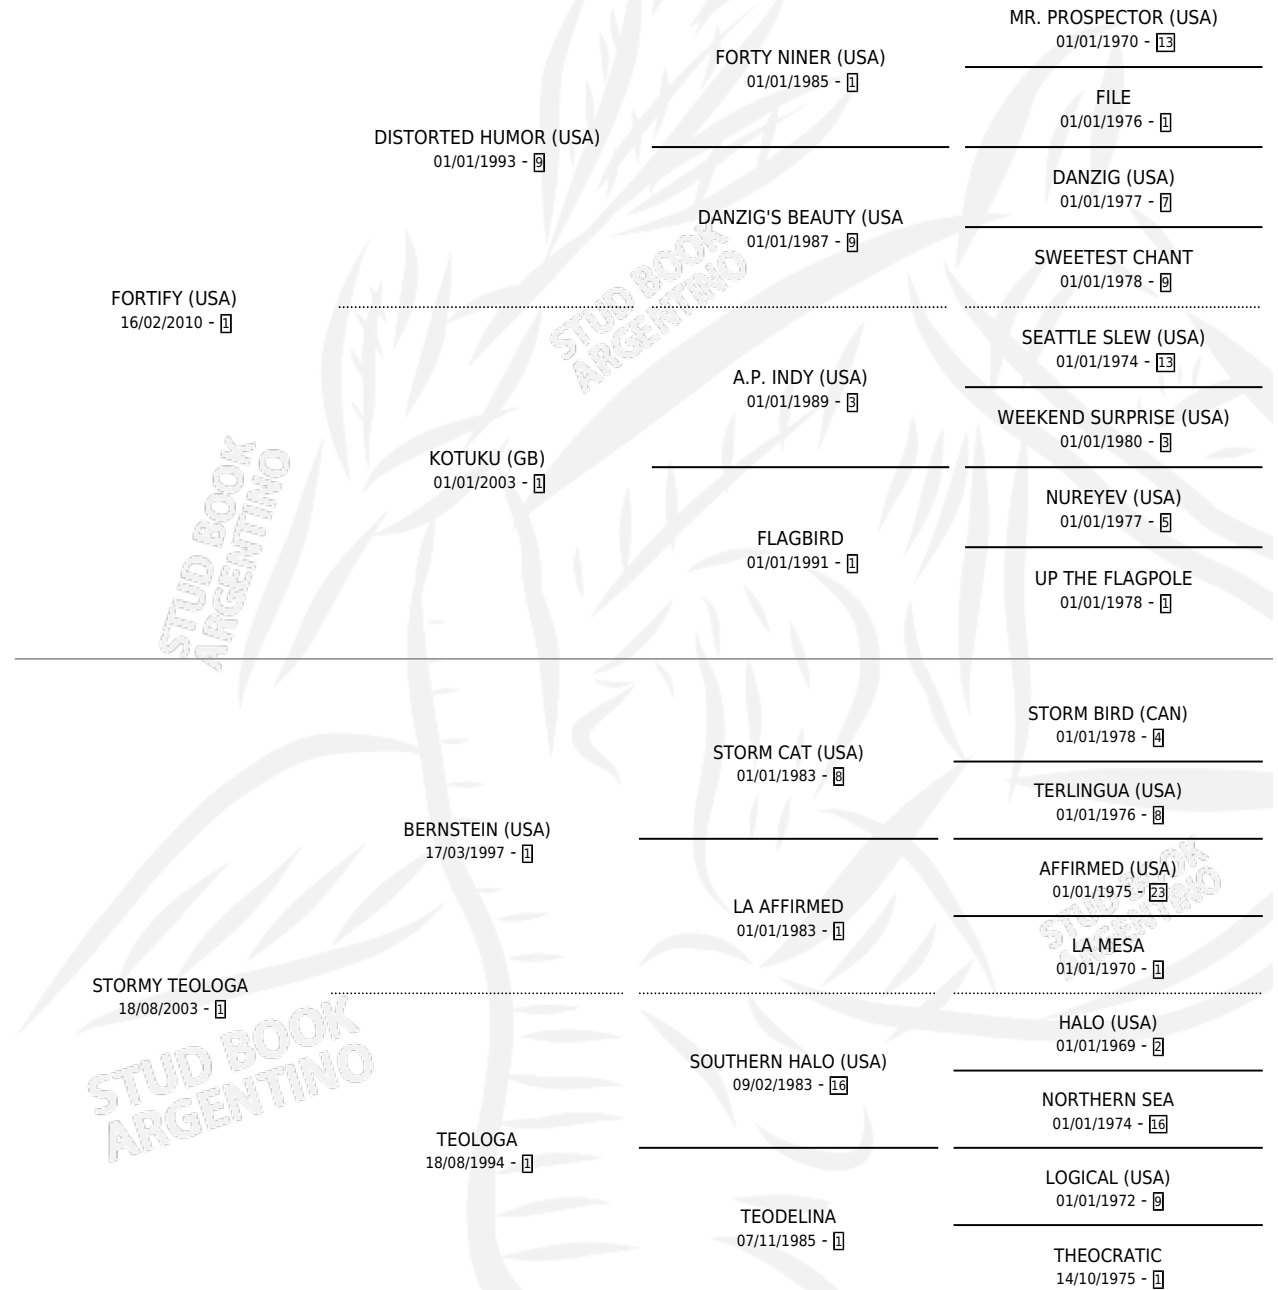 MR. PROSPECTOR (USA)
01/01/1970 - 13
FORTY NINER (USA)
01/01/1985 - 1
FILE
01/01/1976 - 1
DISTORTED HUMOR (USA)
01/01/1993 - 9
DANZIG (USA)
01/01/1977 - 7
DANZIG'S BEAUTY (USA
01/01/1987 - 9
SWEETEST CHANT
01/01/1978 - 9
FORTIFY (USA)
16/02/2010 - 1
SEATTLE SLEW (USA)
01/01/1974 - 13
A.P. INDY (USA)
01/01/1989 - 3
WEEKEND SURPRISE (USA)
01/01/1980 - 3
KOTUKU (GB)
01/01/2003 - 1
NUREYEV (USA)
01/01/1977 - 5
FLAGBIRD
01/01/1991 - 1
UP THE FLAGPOLE
01/01/1978 - 1
STORM BIRD (CAN)
01/01/1978 - 4
STORM CAT (USA)
01/01/1983 - 8
TERLINGUA (USA)
01/01/1976 - 8
BERNSTEIN (USA)
17/03/1997 - 1
AFFIRMED (USA)
01/01/1975 - 23
LA AFFIRMED
01/01/1983 - 1
LA MESA
01/01/1970 - 1
STORMY TEOLOGA
18/08/2003 - 1
HALO (USA)
01/01/1969 - 2
SOUTHERN HALO (USA)
09/02/1983 - 16
NORTHERN SEA
01/01/1974 - 16
TEOLOGA
18/08/1994 - 1
LOGICAL (USA)
01/01/1972 - 9
TEODELINA
07/11/1985 - 1
THEOCRATIC
14/10/1975 - 1
STUD BOOK
ARGENTINO
STUD BOOK
ARGENTINO
STUD BOOK
ARGENTINO
STUD BOOK
ARGENTINO